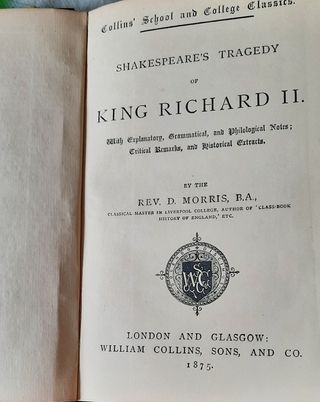 Collins' School and College Classics.
SHAKESPEARE'S TRAGEDY
OF
KING RICHARD II.
With Explanatory, Grammatical, and Philological Notes;
Critical Remarks, and Historical Extracts.
BY THE
REV. D. MORRIS, B.A.,
CLASSICAL MASTER IN LIVERPOOL COLLEGE, AUTHOR OF 'CLASS-BOOK
HISTORY OF ENGLAND,' ETC.
LONDON AND GLASGOW:
WILLIAM COLLINS, SONS, AND CO.
1875.